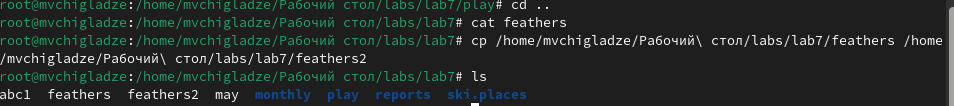 root@mvchigladze:/home/mvchigladze/Рабочий стол/labs/lab7/play# cd ..
root@mvchigladze:/home/mvchigladze/Рабочий стол/labs/lab7# cat feathers
root@mvchigladze:/home/mvchigladze/Рабочий стол/labs/lab7# cp /home/mvchigladze/Рабочий\ стол/labs/lab7/feathers /home
/mvchigladze/Рабочий\ стол/labs/lab7/feathers2
root@mvchigladze:/home/mvchigladze/Рабочий стол/labs/lab7# ls
abc1  feathers  feathers2  may  monthly  play  reports  ski.places